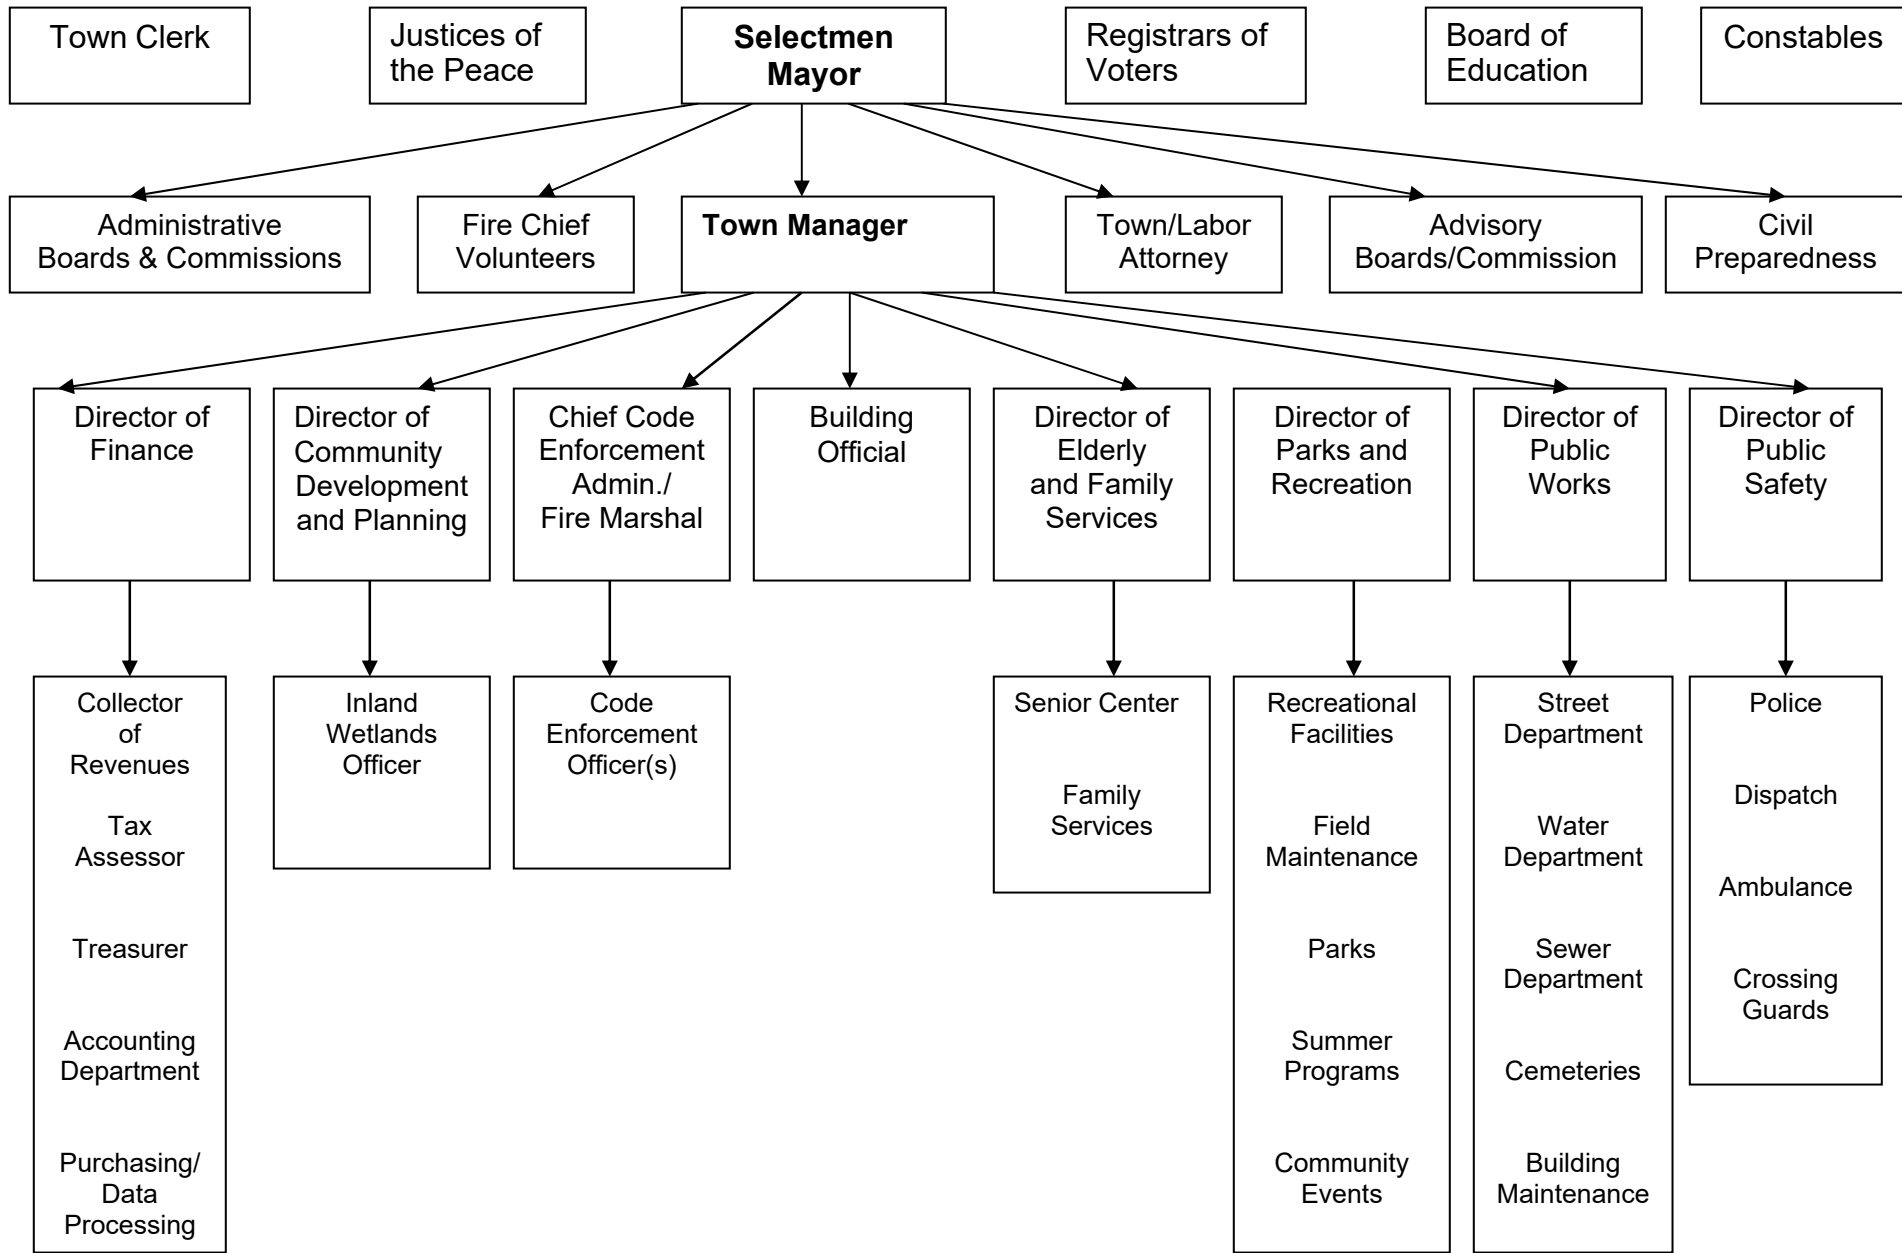 Town Clerk
Justices of
the Peace
Selectmen
Mayor
Registrars of
Voters
Board of
Education
Constables
Administrative
Boards & Commissions
Fire Chief
Volunteers
Town Manager
Town/Labor
Attorney
Advisory
Boards/Commission
Civil
Preparedness
Director of
Finance
Director of
Community
Development
and Planning
Chief Code
Enforcement
Admin./
Fire Marshal
Building
Official
Director of
Elderly
and Family
Services
Director of
Parks and
Recreation
Director of
Public
Works
Director of
Public
Safety
Collector
of
Revenues
Tax
Assessor
Treasurer
Accounting
Department
Purchasing/
Data
Processing
Inland
Wetlands
Officer
Code
Enforcement
Officer(s)
Senior Center
Family
Services
Recreational
Facilities
Field
Maintenance
Parks
Summer
Programs
Community
Events
Street
Department
Water
Department
Sewer
Department
Cemeteries
Building
Maintenance
Police
Dispatch
Ambulance
Crossing
Guards